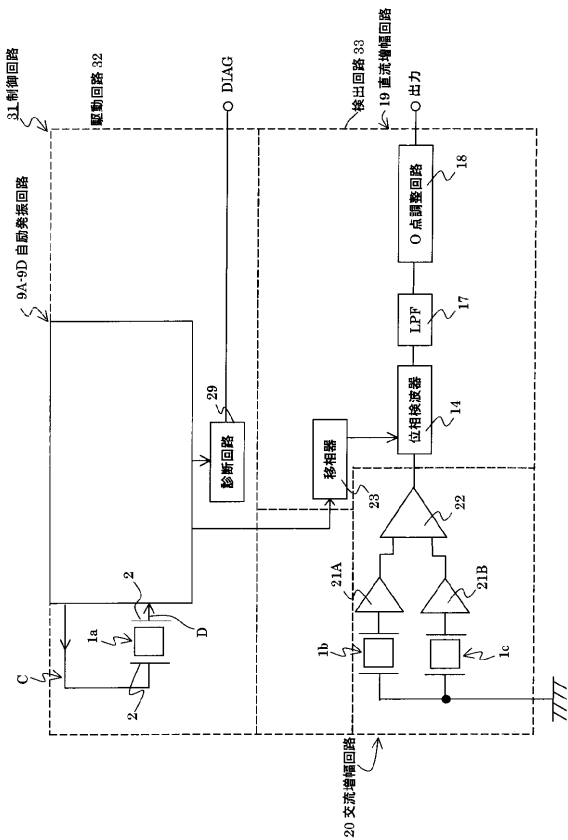 31 制御回路
駆動回路 32
9A-9D 自励発振回路
DIAG
検出回路 33
19 直流増幅回路
出力
C
1a
2
2
D
29
診断回路
移相器
23
O 点調整回路
18
LPF
17
位相検波器
14
22
21A
21B
1b
1c
20 交流増幅回路